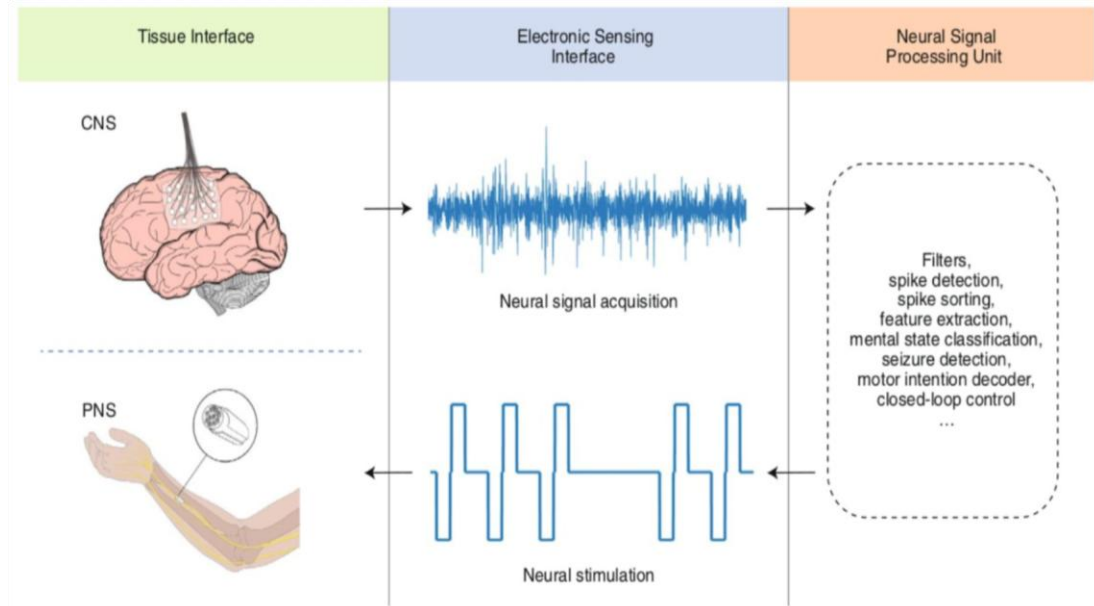 Tissue Interface
Electronic Sensing
Interface
Neural Signal
Processing Unit
CNS
Neural signal acquisition
Filters,
spike detection,
spike sorting,
feature extraction,
mental state classification,
seizure detection,
motor intention decoder,
closed-loop control
...
PNS
Neural stimulation